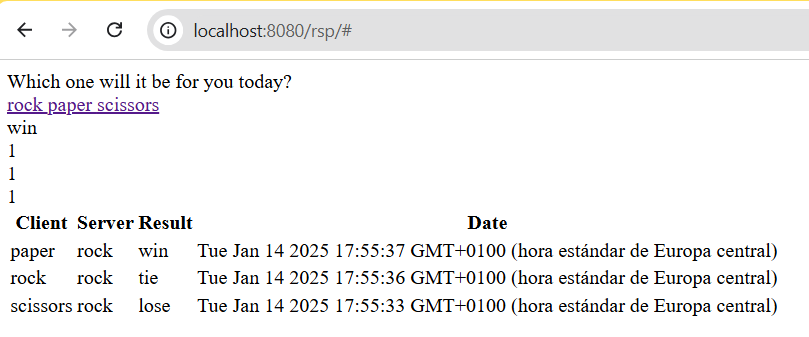 localhost:8080/rsp/#
Which one will it be for you today?
rock paper scissors
win
1
1
1
Client Server Result Date
paper rock win Tue Jan 14 2025 17:55:37 GMT+0100 (hora estándar de Europa central)
rock rock tie Tue Jan 14 2025 17:55:36 GMT+0100 (hora estándar de Europa central)
scissors rock lose Tue Jan 14 2025 17:55:33 GMT+0100 (hora estándar de Europa central)